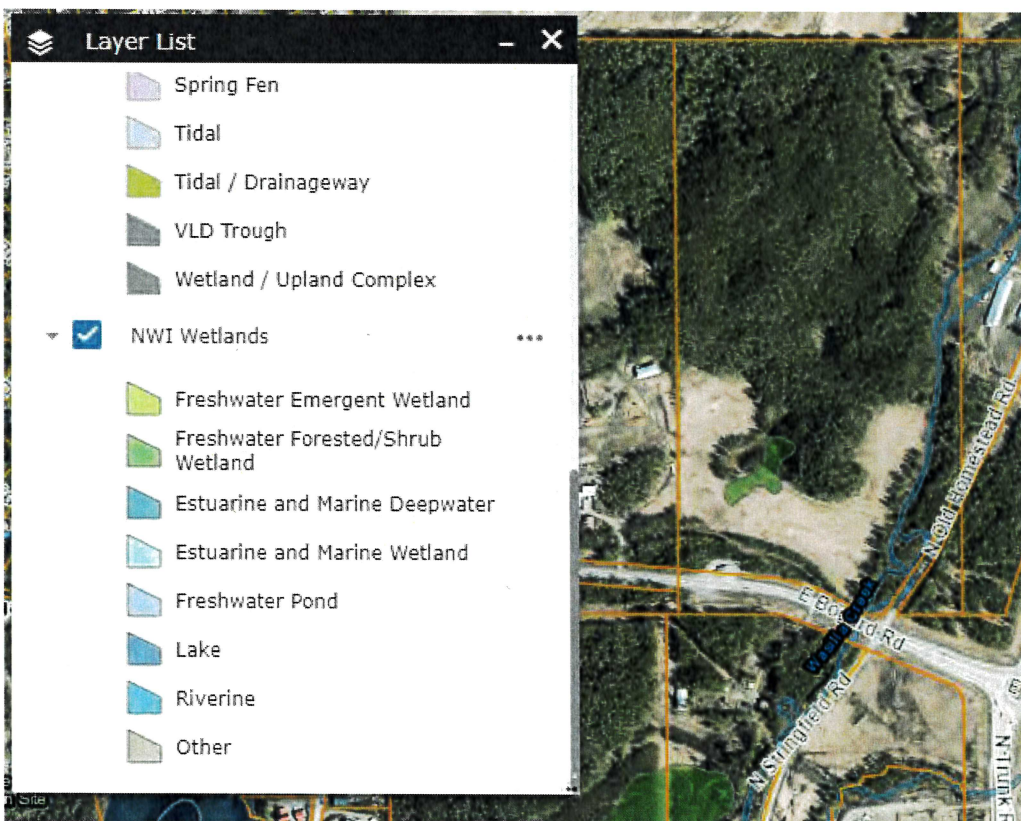 Layer List
Spring Fen
Tidal
Tidal / Drainageway
VLD Trough
Wetland / Upland Complex
NWI Wetlands
Freshwater Emergent Wetland
Freshwater Forested/Shrub
Wetland
Estuarine and Marine Deepwater
Estuarine and Marine Wetland
Freshwater Pond
Lake
Riverine
Other
N Old Homestead Rd
E Bogard Rd
Wasilla Creek
N Stringfield Rd
E
N Trunk R
n Site